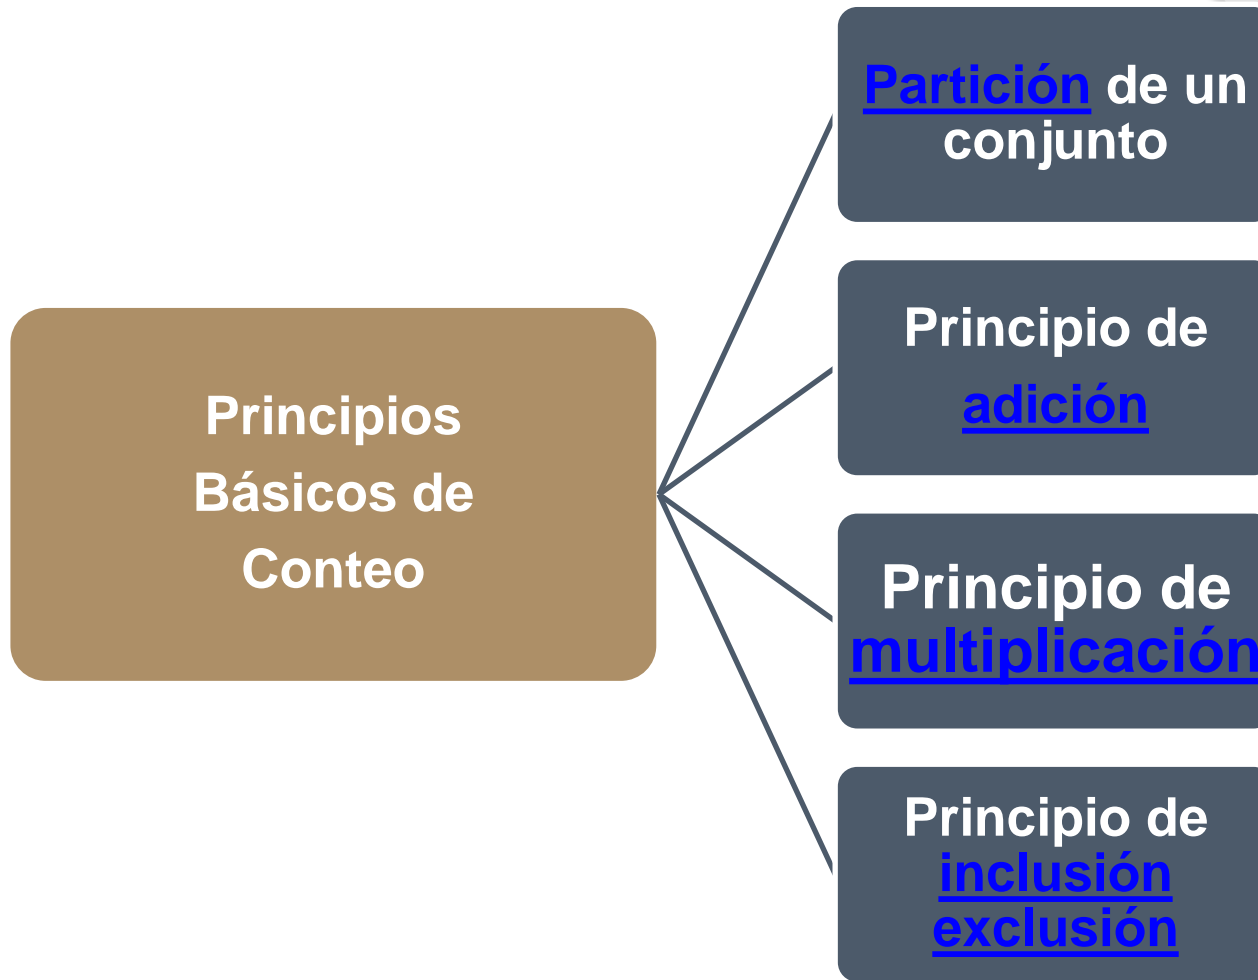 Principios
Básicos de
Conteo
Partición de un
conjunto
Principio de
adición
Principio de
multiplicación
Principio de
inclusión
exclusión